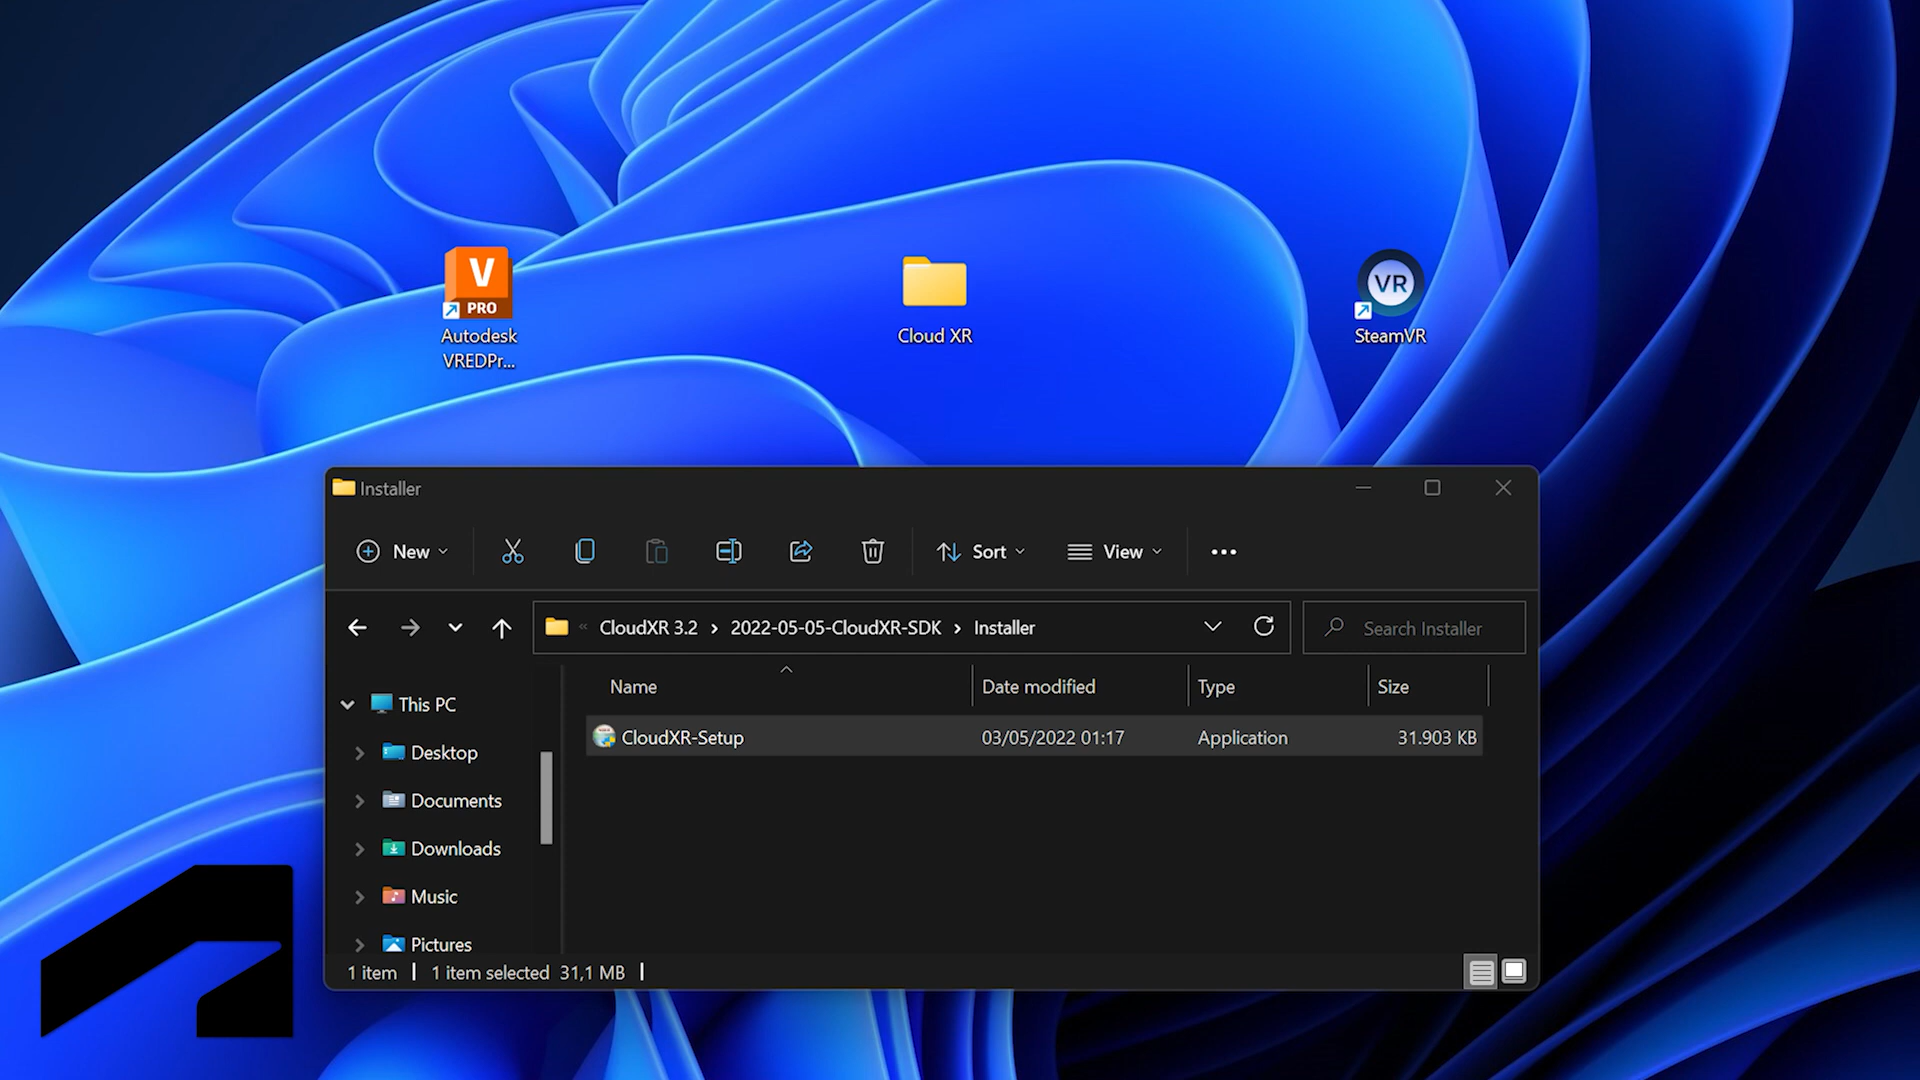 V
PRO
Autodesk
VREDPr...
Cloud XR
VR
SteamVR
Installer
New
Sort
View
CloudXR 3.2 › 2022-05-05-CloudXR-SDK › Installer
Search Installer
Name Date modified Type Size
CloudXR-Setup 03/05/2022 01:17 Application 31.903 KB
This PC
Desktop
Documents
Downloads
Music
Pictures
1 item | 1 item selected 31,1 MB |